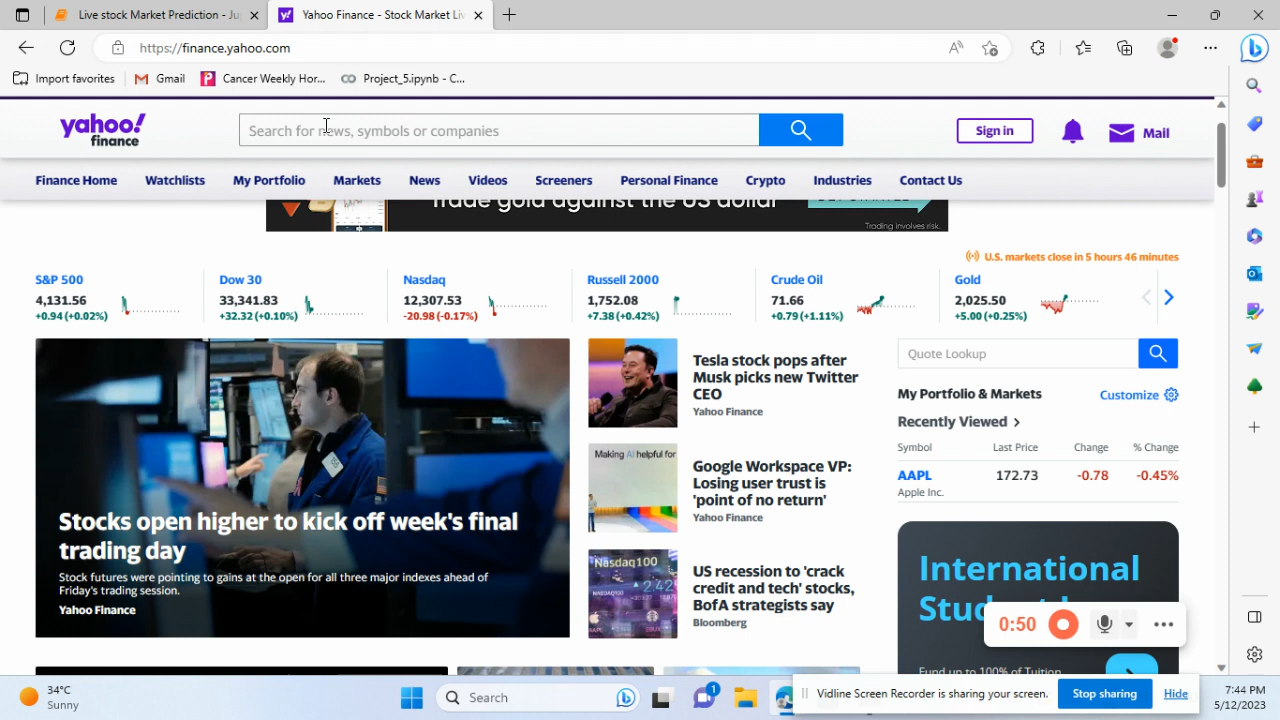 Live Market Prediction - Ju
Yahoo Finance - Stock Market Liv
https://finance.yahoo.com
Import favorites
Gmail
Cancer Weekly Hor...
Project_5.ipynb - C...
yahoo!
finance
Search for news, symbols or companies
Sign in
Mail
Finance Home
Watchlists
My Portfolio
Markets
News
Videos
Screeners
Personal Finance
Crypto
Industries
Contact Us
Trade gold against the US dollar
GET STARTED
Trading involves risk.
U.S. markets close in 5 hours 46 minutes
S&P 500
4,131.56
+0.94 (+0.02%)
Dow 30
33,341.83
+32.32 (+0.10%)
Nasdaq
12,307.53
-20.98 (-0.17%)
Russell 2000
1,752.08
+7.38 (+0.42%)
Crude Oil
71.66
+0.79 (+1.11%)
Gold
2,025.50
+5.00 (+0.25%)
Stocks open higher to kick off week's final
trading day
Stock futures were pointing to gains at the open for all three major indexes ahead of
Friday's trading session.
Yahoo Finance
Tesla stock pops after
Musk picks new Twitter
CEO
Yahoo Finance
Making AI helpful for
Google Workspace VP:
Losing user trust is
'point of no return'
Yahoo Finance
Nasdaq100
2.42
US recession to 'crack
credit and tech' stocks,
BofA strategists say
Bloomberg
Quote Lookup
My Portfolio & Markets
Customize
Recently Viewed
Symbol
Last Price
Change
% Change
AAPL
172.73
-0.78
-0.45%
Apple Inc.
International
Fund up to 100% of Tuition
0:50
34°C
Sunny
Search
1
Vidline Screen Recorder is sharing your screen.
Stop sharing
Hide
7:44 PM
5/12/2023